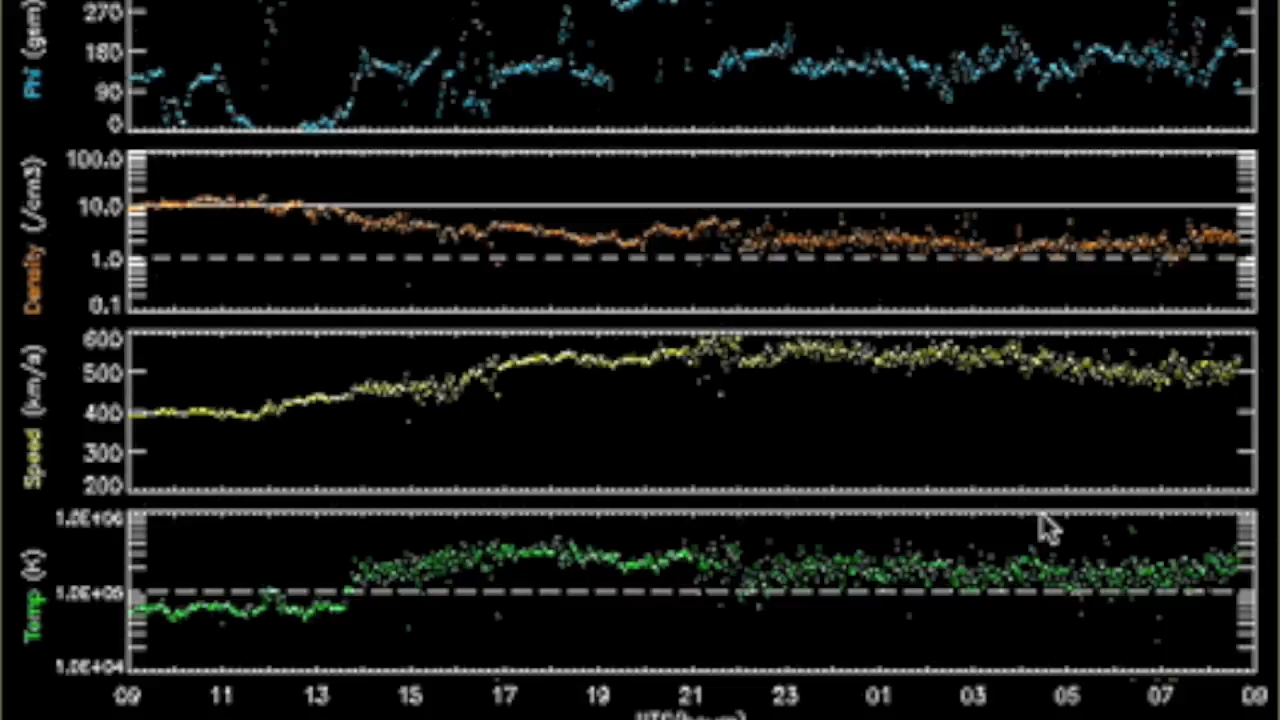 Phi (gsm)
270
180
90
0
Density (/cm3)
100.0
10.0
1.0
0.1
Speed (km/s)
600
500
400
300
200
Temp (K)
1.0E+06
1.0E+05
1.0E+04
09 11 13 15 17 19 21 23 01 03 05 07 09